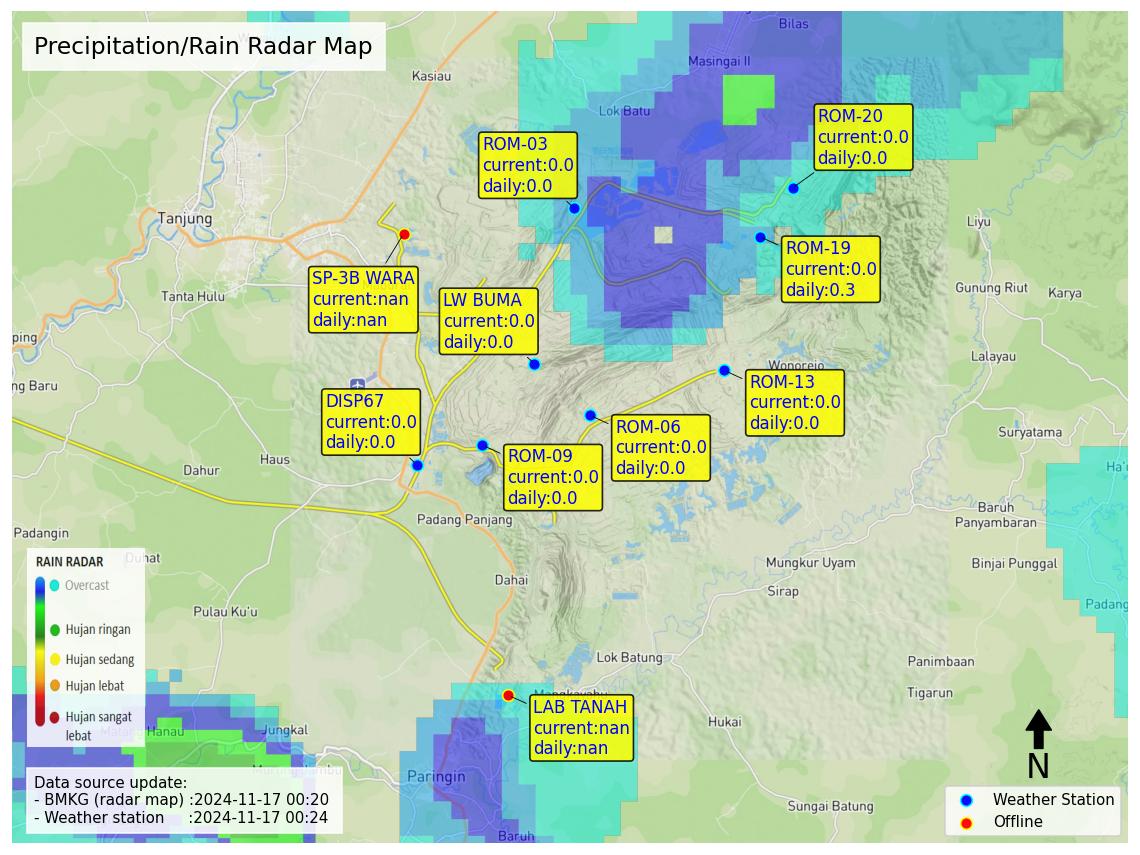 Precipitation/Rain Radar Map
Bilas
Masingai II
Kasiau
Lok Batu
ROM-20
current:0.0
daily:0.0
ROM-03
current:0.0
daily:0.0
Tanjung
Liyu
ROM-19
current:0.0
daily:0.3
SP-3B WARA
current:nan
daily:nan
LW BUMA
current:0.0
daily:0.0
Tanta Hulu
Gunung Riut
Karya
ping
Lalayau
Wonorejo
ng Baru
ROM-13
current:0.0
daily:0.0
DISP67
current:0.0
daily:0.0
ROM-06
current:0.0
daily:0.0
Suryatama
ROM-09
current:0.0
daily:0.0
Haus
Dahur
Ha'u
Baruh
Panyambaran
Padang Panjang
Padangin
Duhat
Mungkur Uyam
Binjai Punggal
Dahai
Sirap
Padang
Pulau Ku'u
RAIN RADAR
Overcast
Hujan ringan
Hujan sedang
Hujan lebat
Hujan sangat
lebat
Lok Batung
Panimbaan
Tigarun
Mangkayahu
LAB TANAH
current:nan
daily:nan
Hukai
Matang Hanau
Jungkal
Murung Jambu
Paringin
N
Sungai Batung
Baruh
Data source update:
- BMKG (radar map) :2024-11-17 00:20
- Weather station :2024-11-17 00:24
Weather Station
Offline